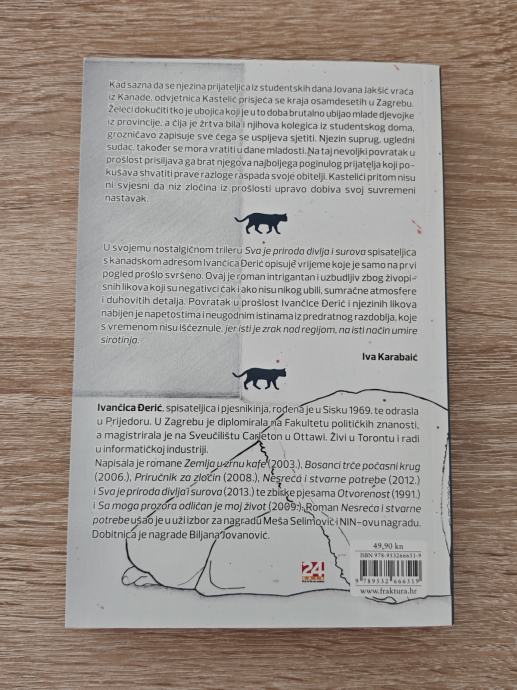 Kad sazna da se njezina prijateljica iz studentskih dana Jovana Jakšić vraća
iz Kanade, odvjetnica Kastelić prisjeća se kraja osamdesetih u Zagrebu.
Želeći dokučiti tko je ubojica koji je u to doba brutalno ubijao mlade djevojke
iz provincije, a čija je žrtva bila i njihova kolegica iz studentskog doma,
grozničavo zapisuje sve čega se uspijeva sjetiti. Njezin suprug, ugledni
sudac, također se mora vratiti u dane mladosti. Na taj nevoljki povratak u
prošlost prisiljava ga brat njegova najboljega poginulog prijatelja koji po-
kušava shvatiti prave razloge raspada svoje obitelji. Kastelići pritom nisu
ni svjesni da niz zločina iz prošlosti upravo dobiva svoj suvremeni
nastavak.
U svojemu nostalgičnom trileru Sva je priroda divlja i surova spisateljica
s kanadskom adresom Ivančica Đerić opisuje vrijeme koje je samo na prvi
pogled prošlo svršeno. Ovaj je roman intrigantan i uzbudljiv zbog živopi-
snih likova koji su negativci čak i ako nisu nikog ubili, sumračne atmosfere
i duhovitih detalja. Povratak u prošlost Ivančice Đerić i njezinih likova
nabijen je napetostima i neugodnim istinama iz predratnog razdoblja, koje
s vremenom nisu iščeznule, jer isti je zrak nad regijom, na isti način umire
sirotinja.
Iva Karabaić
Ivančica Đerić, spisateljica i pjesnikinja, rođena je u Sisku 1969. te odrasla
u Prijedoru. U Zagrebu je diplomirala na Fakultetu političkih znanosti,
a magistrirala je na Sveučilištu Carleton u Ottawi. Živi u Torontu i radi
u informatičkoj industriji.
Napisala je romane Zemlja u zrnu kafe (2003.), Bosanci trče počasni krug
(2006.), Priručnik za zločin (2008.), Nesreća i stvarne potrebe (2012.)
i Sva je priroda divlja i surova (2013.) te zbirke pjesama Otvorenost (1991.)
i Sa moga prozora odličan je moj život (2009.). Roman Nesreća i stvarne
potrebe ušao je u uži izbor za nagradu Meša Selimović i NIN-ovu nagradu.
Dobitnica je nagrade Biljana Jovanović.
49,90 kn
ISBN 978-953266631-9
24
9 789532 666319
www.fraktura.hr